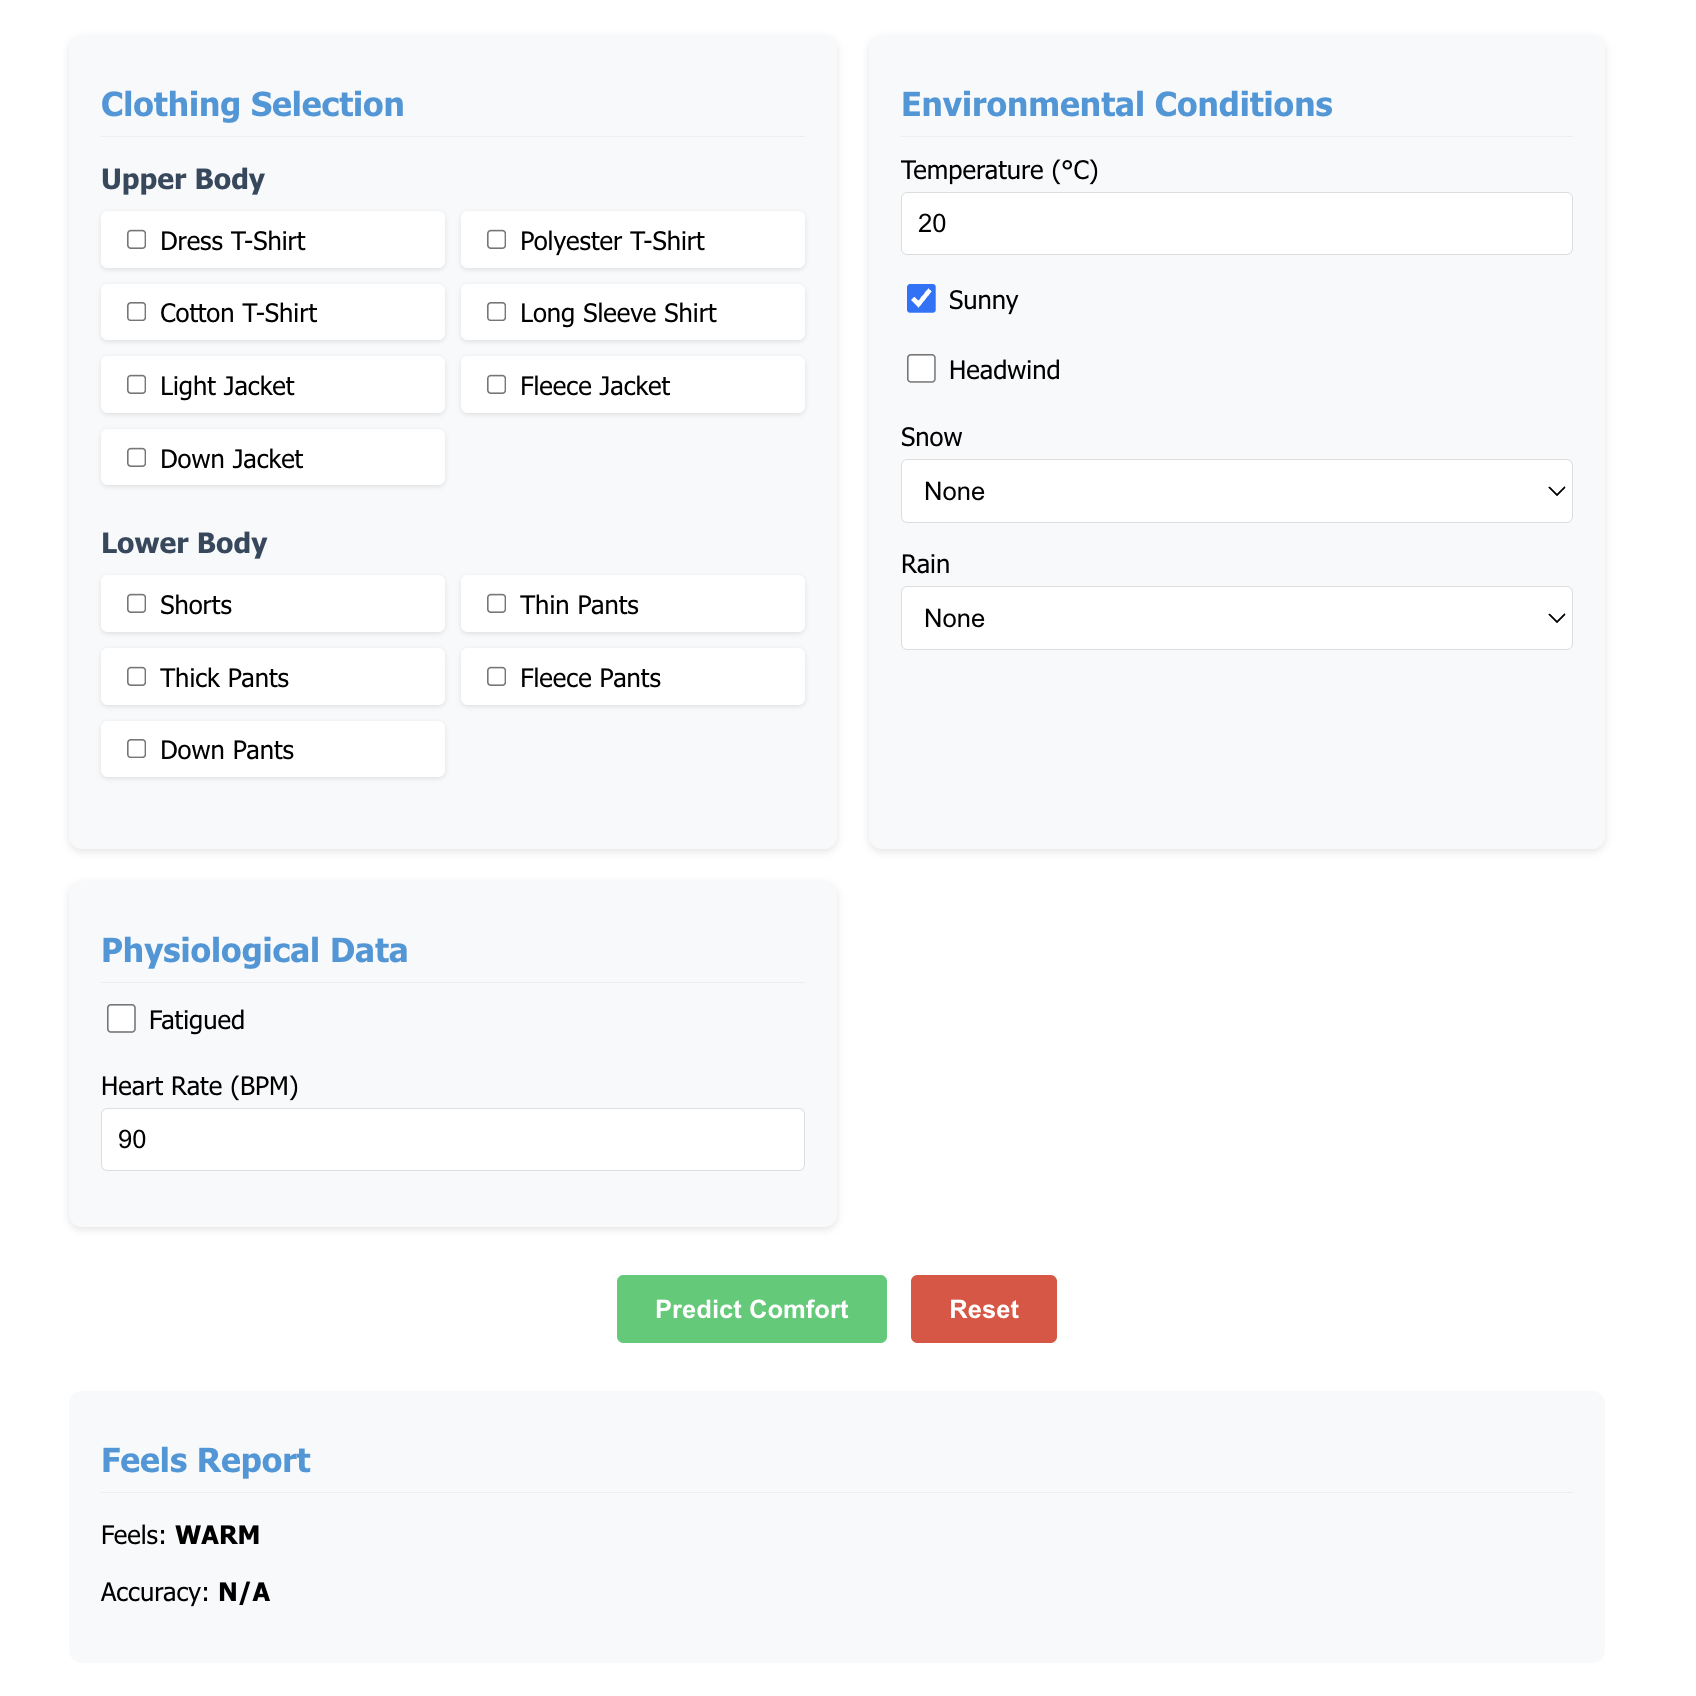 Clothing Selection
Upper Body
Dress T-Shirt
Polyester T-Shirt
Cotton T-Shirt
Long Sleeve Shirt
Light Jacket
Fleece Jacket
Down Jacket
Lower Body
Shorts
Thin Pants
Thick Pants
Fleece Pants
Down Pants
Environmental Conditions
Temperature (°C)
20
Sunny
Headwind
Snow
None
Rain
None
Physiological Data
Fatigued
Heart Rate (BPM)
90
Predict Comfort
Reset
Feels Report
Feels: WARM
Accuracy: N/A